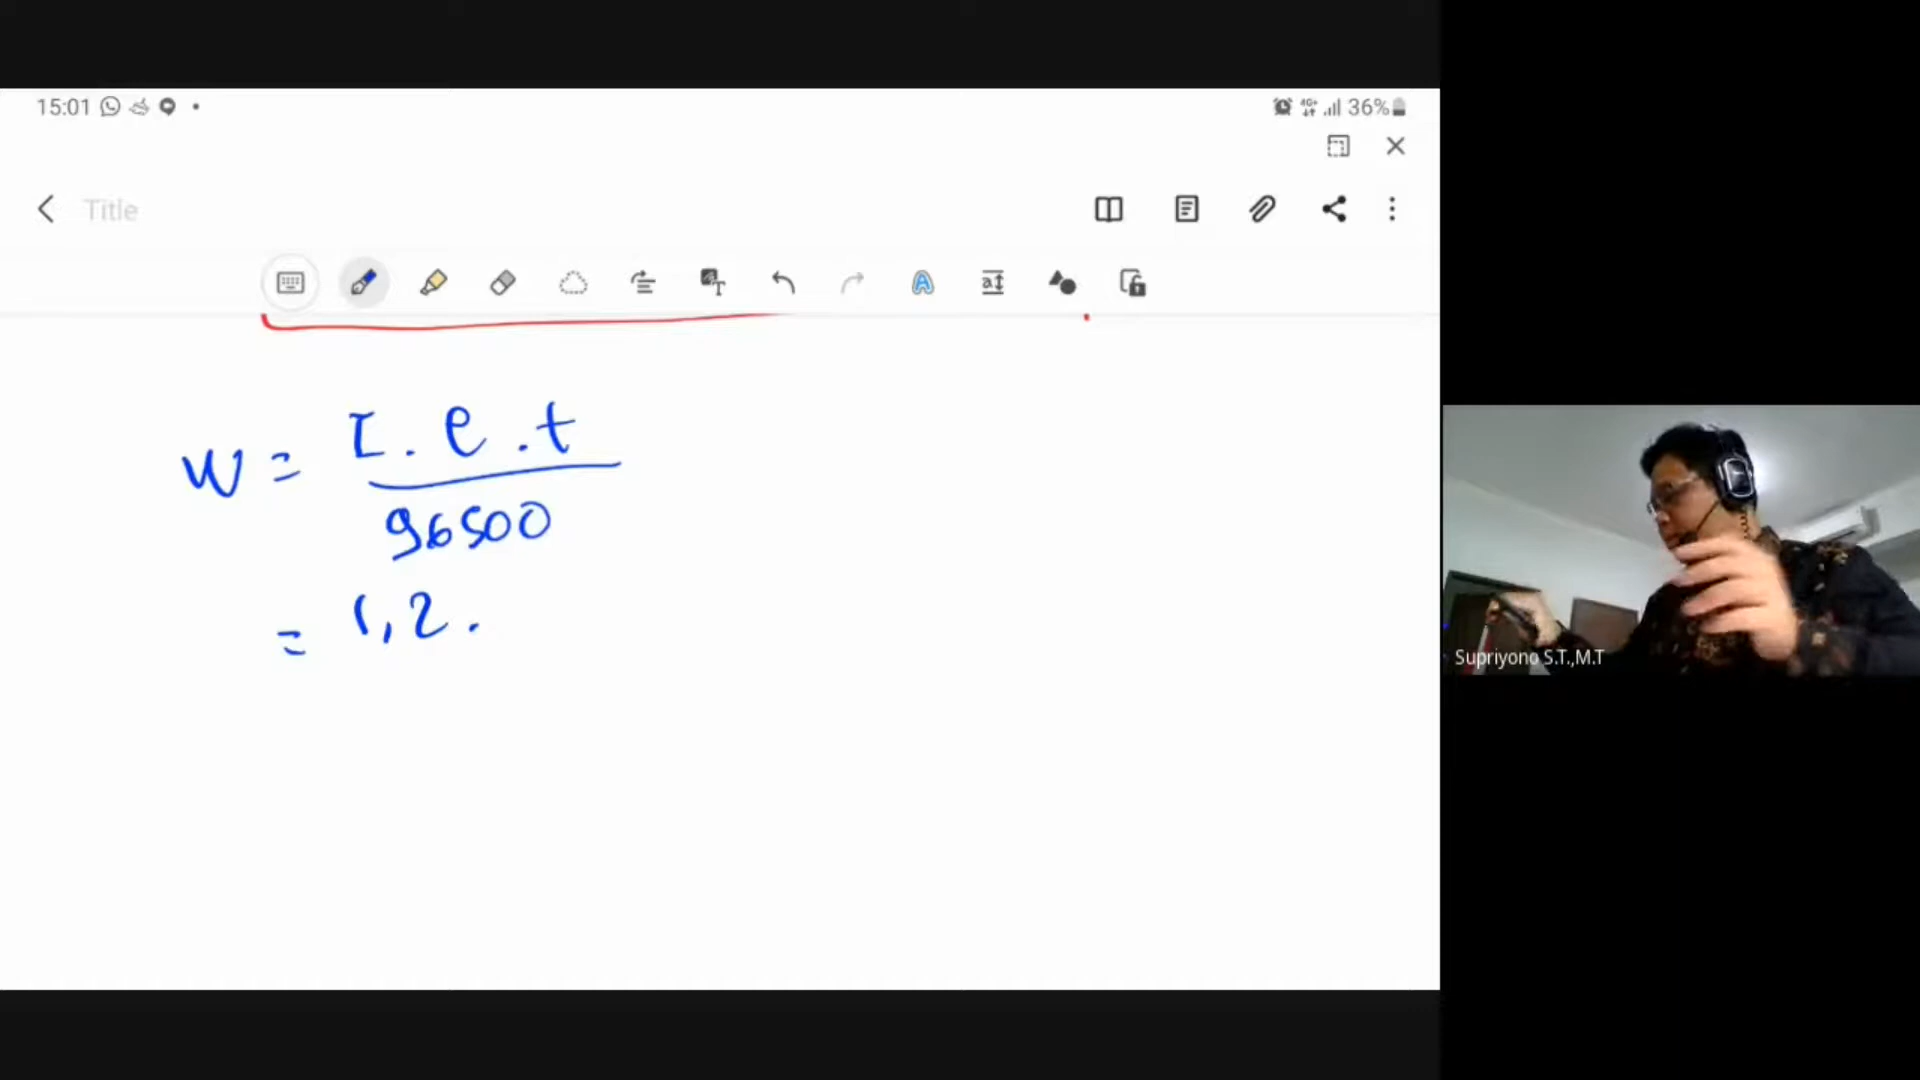 15:01
36%
Title
W = I . e . t
96500
= 1,2 .
Supriyono S.T.,M.T